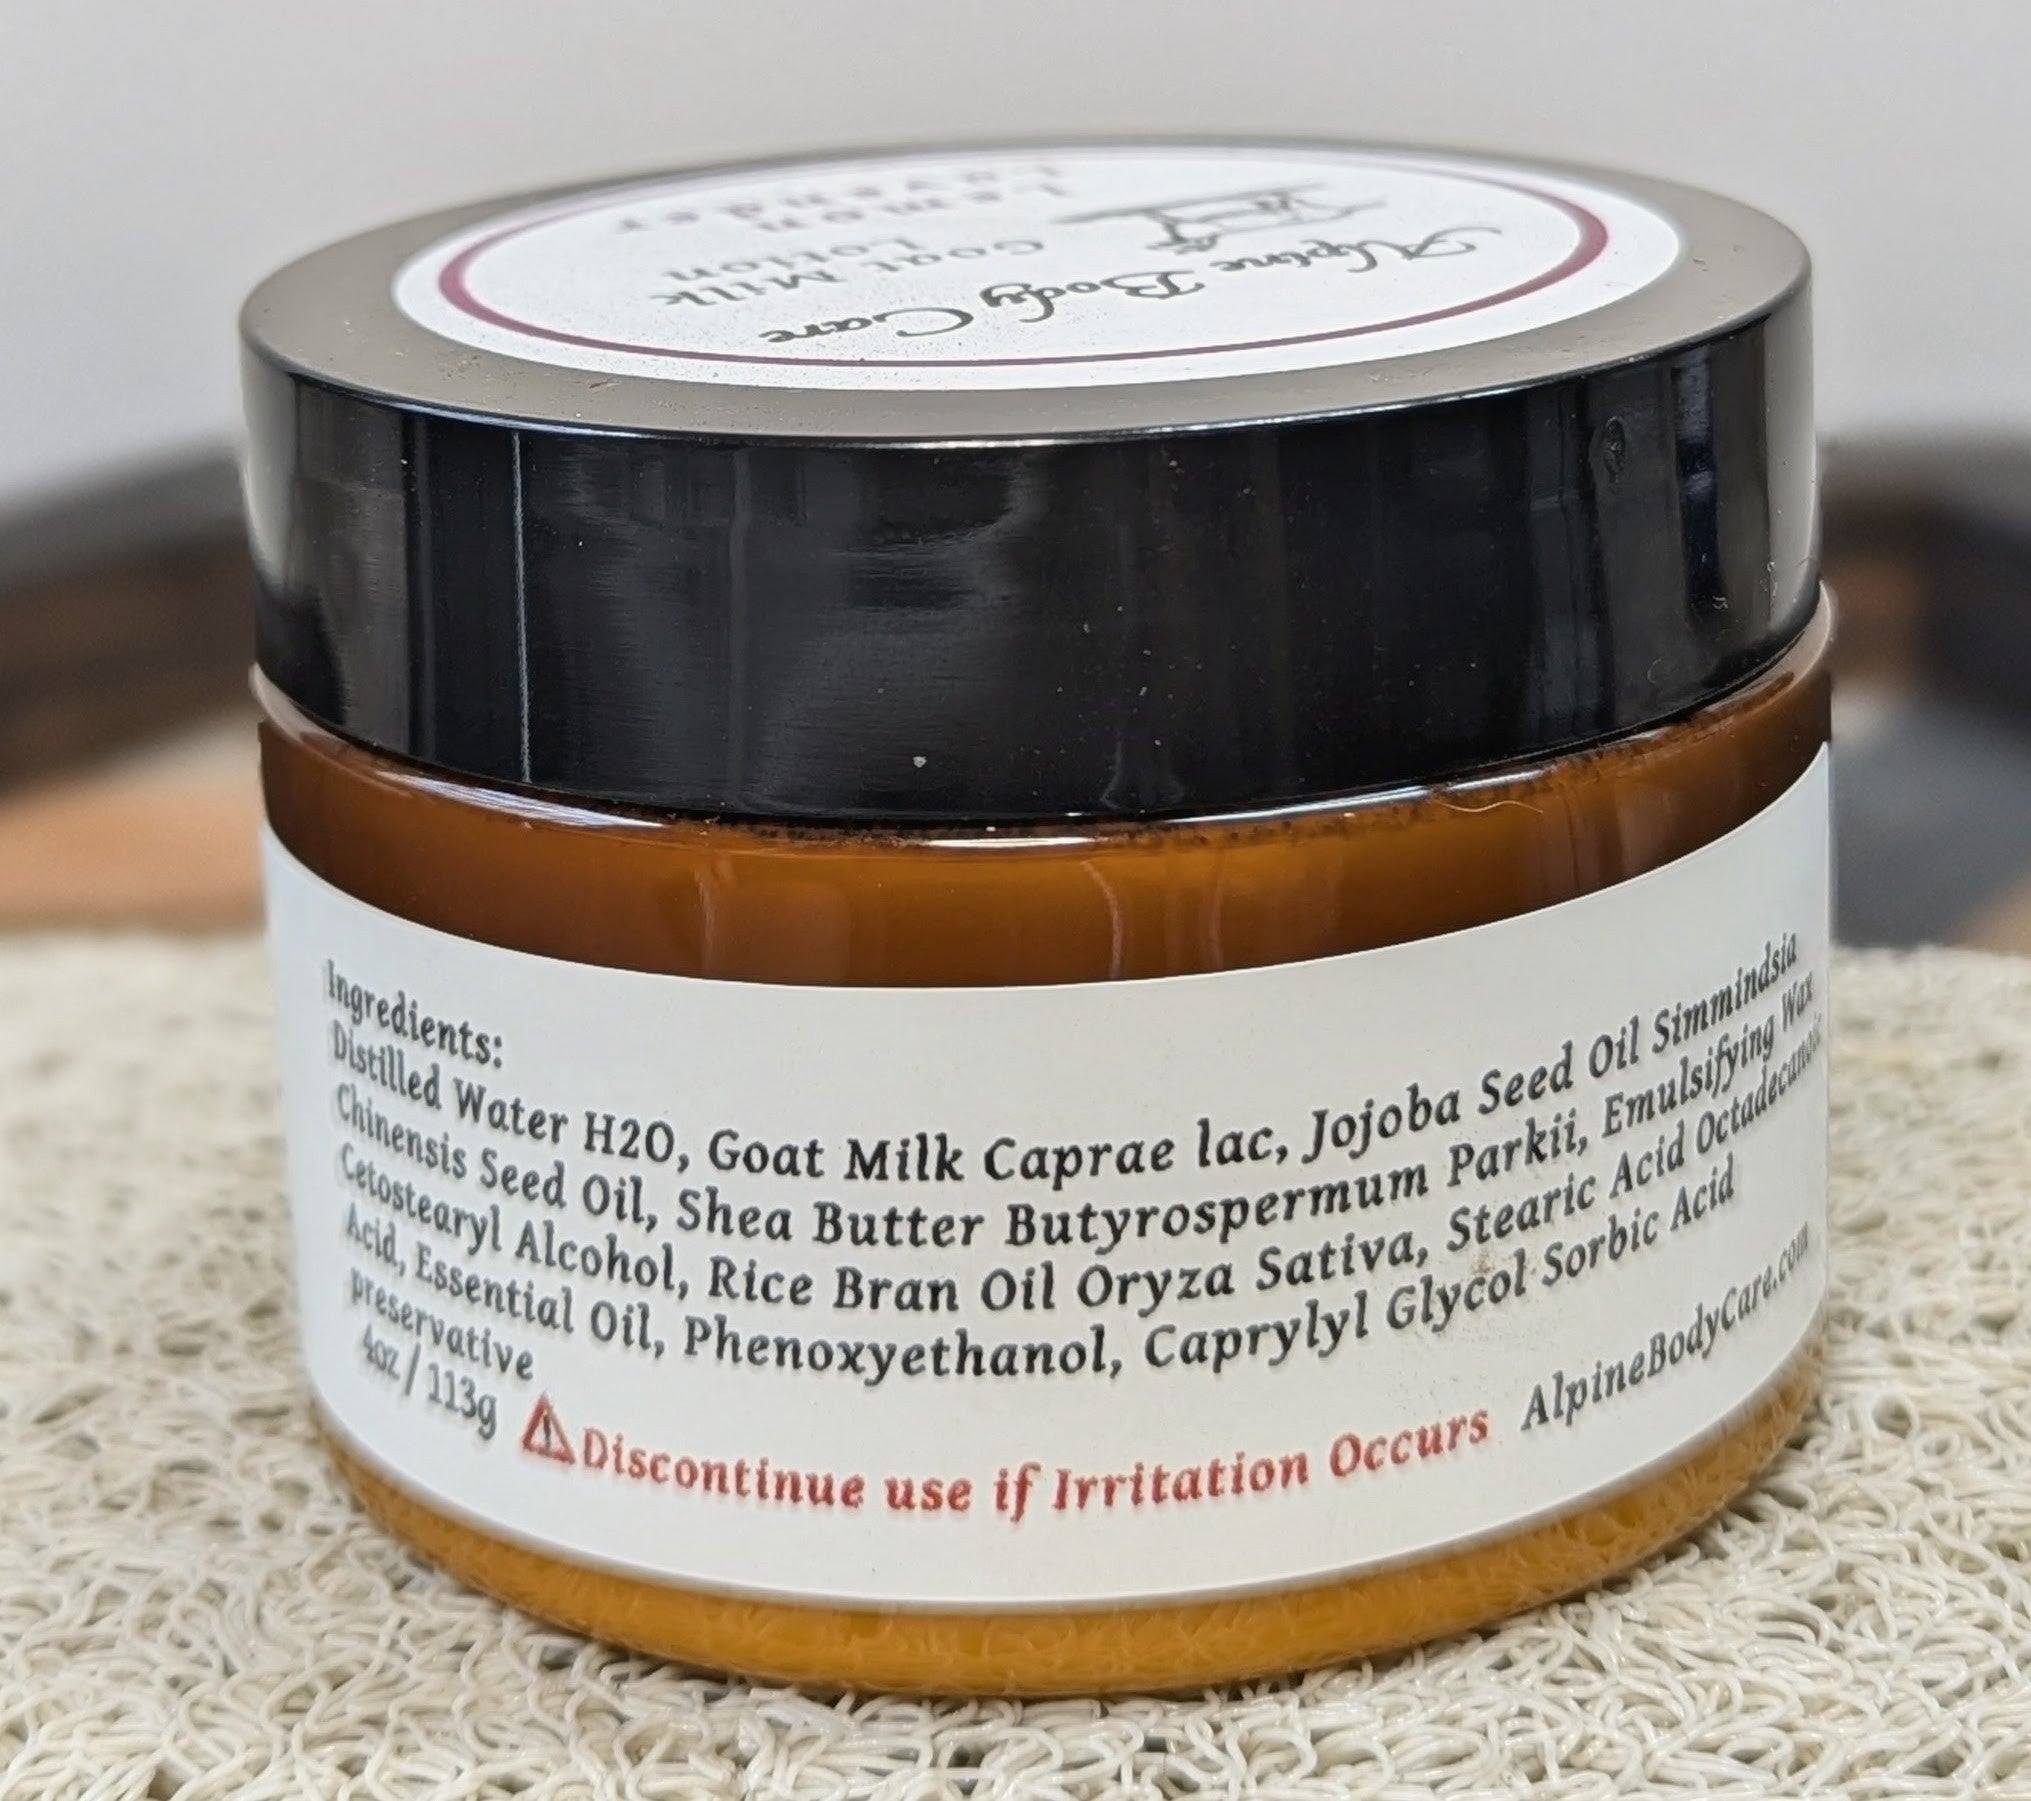 Alpine Body Care
Goat Milk
Lotion
Lemon
Lavender
Ingredients:
Distilled Water H2O, Goat Milk Caprae lac, Jojoba Seed Oil Simmindsia
Chinensis Seed Oil, Shea Butter Butyrospermum Parkii, Emulsifying Wax
Cetostearyl Alcohol, Rice Bran Oil Oryza Sativa, Stearic Acid Octadecanoic
Acid, Essential Oil, Phenoxyethanol, Caprylyl Glycol Sorbic Acid
preservative
4oz / 113g ⚠Discontinue use if Irritation Occurs AlpineBodyCare.com